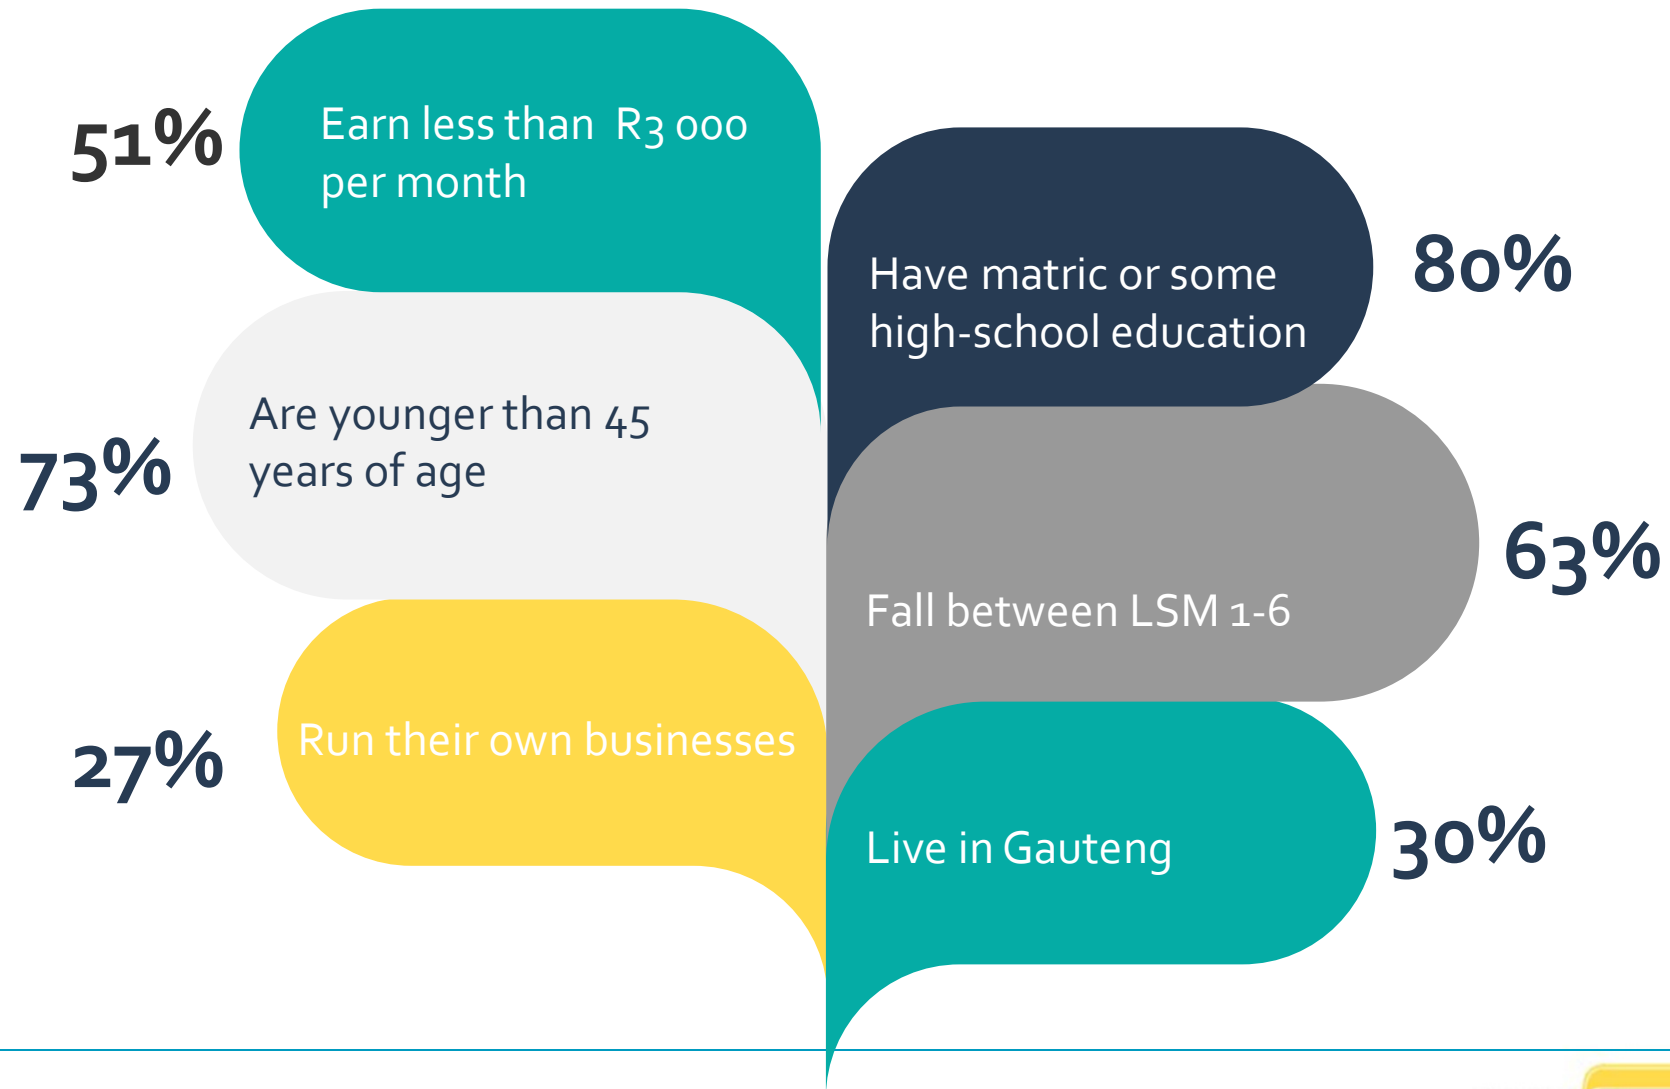 51%
Earn less than R3 000
per month
Have matric or some
high-school education
80%
73%
Are younger than 45
years of age
Fall between LSM 1-6
63%
27%
Run their own businesses
Live in Gauteng
30%